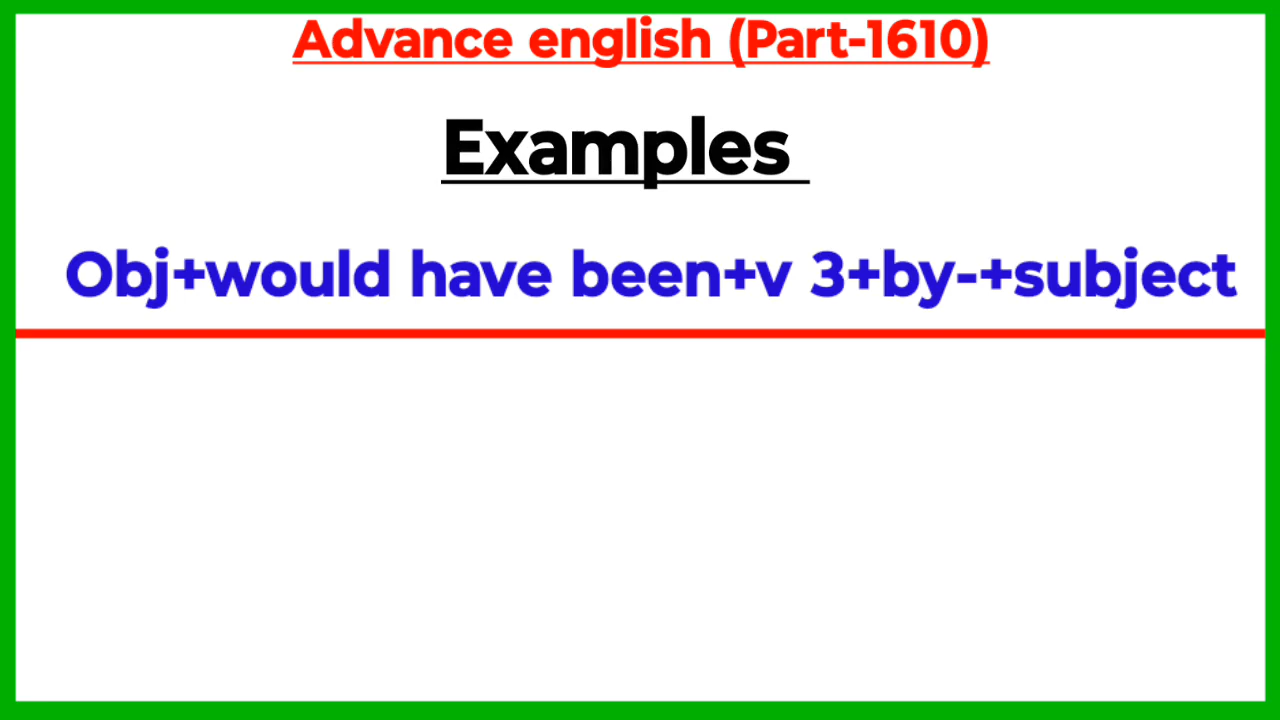 Advance english (Part-1610)
Examples
Obj+would have been+v 3+by-+subject